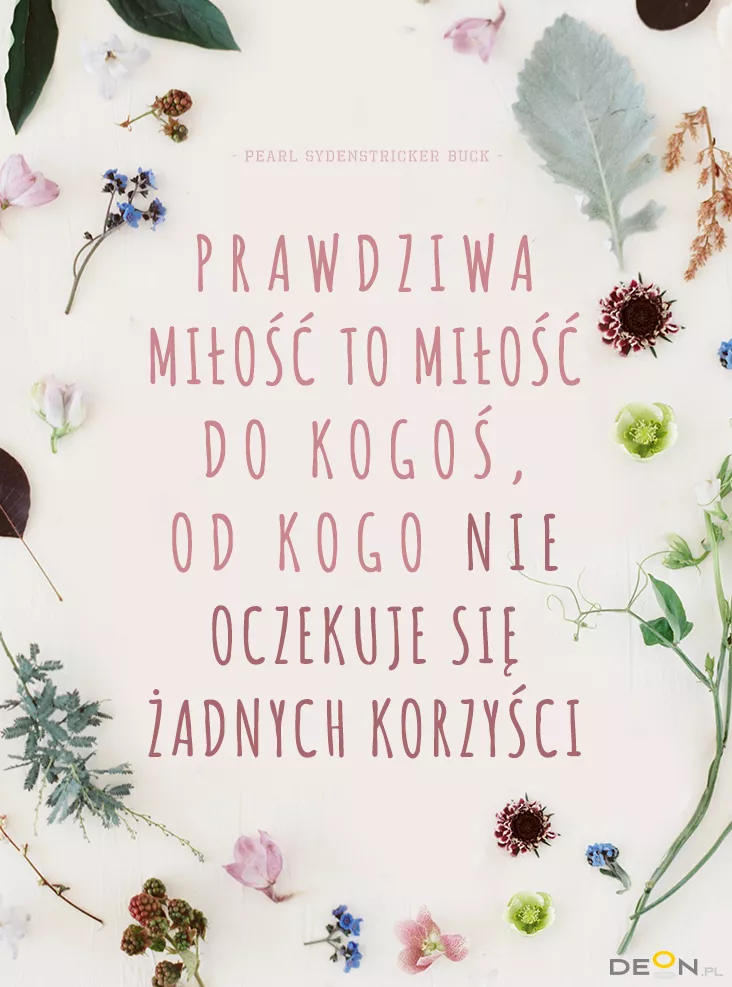 - PEARL SYDENSTRICKER BUCK -
PRAWDZIWA
MIŁOŚĆ TO MIŁOŚĆ
DO KOGOŚ,
OD KOGO NIE
OCZEKUJE SIĘ
ŻADNYCH KORZYŚCI
DEON.PL